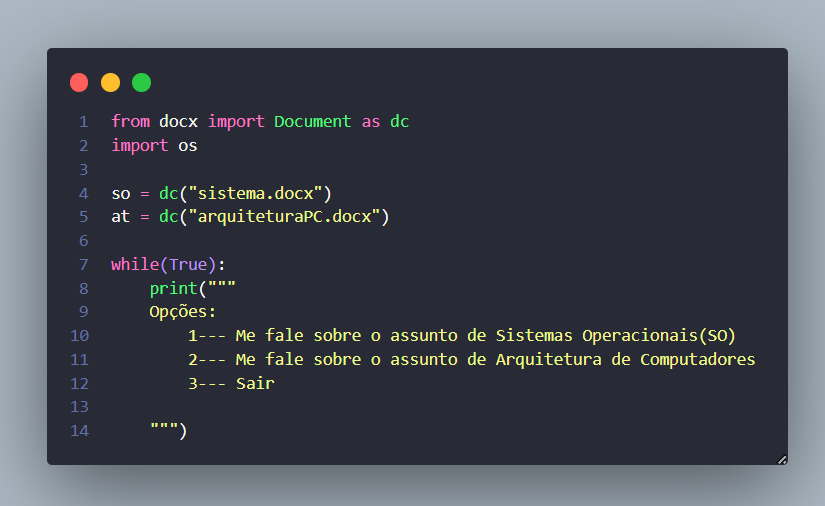 1 from docx import Document as dc
2 import os
3
4 so = dc("sistema.docx")
5 at = dc("arquiteturaPC.docx")
6
7 while(True):
8     print("""
9     Opções:
10         1--- Me fale sobre o assunto de Sistemas Operacionais(SO)
11         2--- Me fale sobre o assunto de Arquitetura de Computadores
12         3--- Sair
13
14     """)